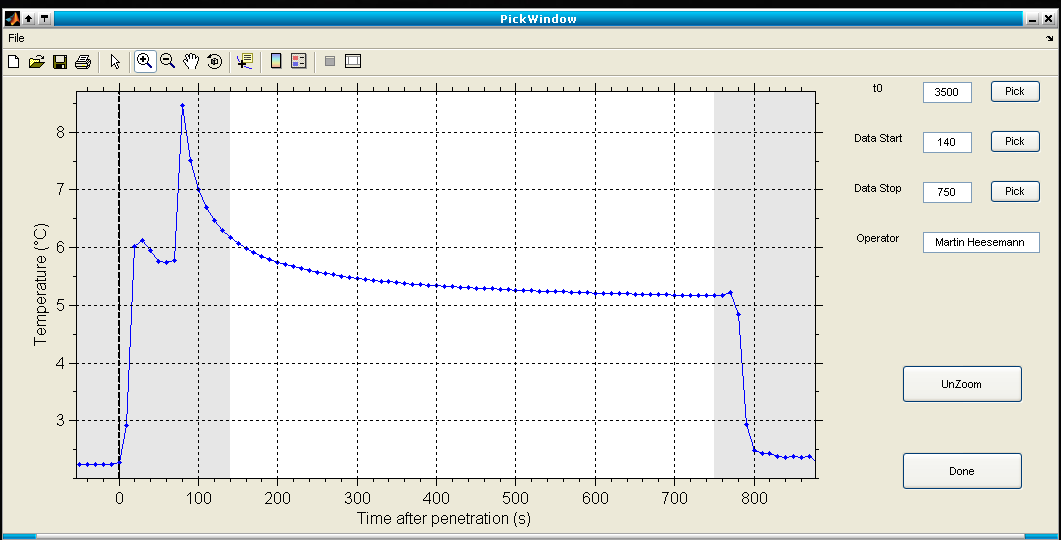 PickWindow
File
t0
3500
Pick
Data Start
140
Pick
Data Stop
750
Pick
Operator
Martin Heesemann
UnZoom
Done
Temperature (°C)
8
7
6
5
4
3
0 100 200 300 400 500 600 700 800
Time after penetration (s)